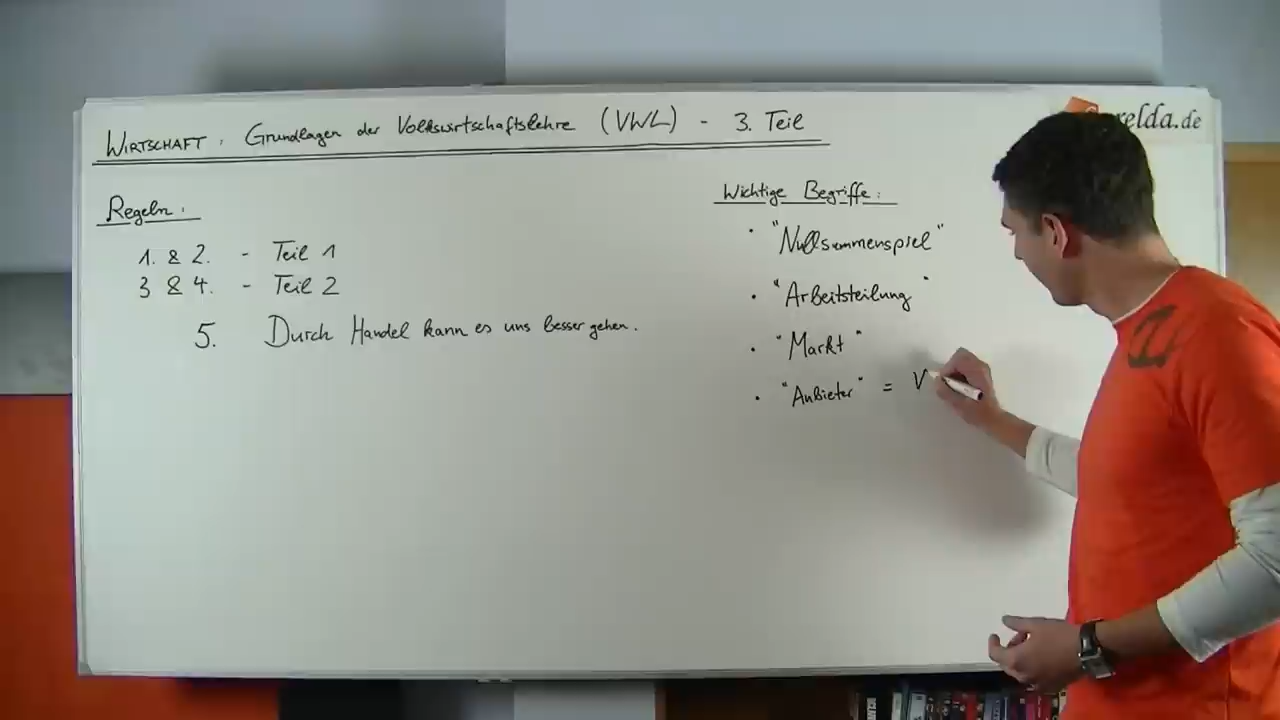 WIRTSCHAFT: Grundlagen der Volkswirtschaftslehre (VWL) - 3. Teil
relda.de
Regeln:
1. & 2. - Teil 1
3 & 4. - Teil 2
5. Durch Handel kann es uns besser gehen.
Wichtige Begriffe:
• "Nullsummenspiel"
• "Arbeitsteilung"
• "Markt"
• "Anbieter" = V